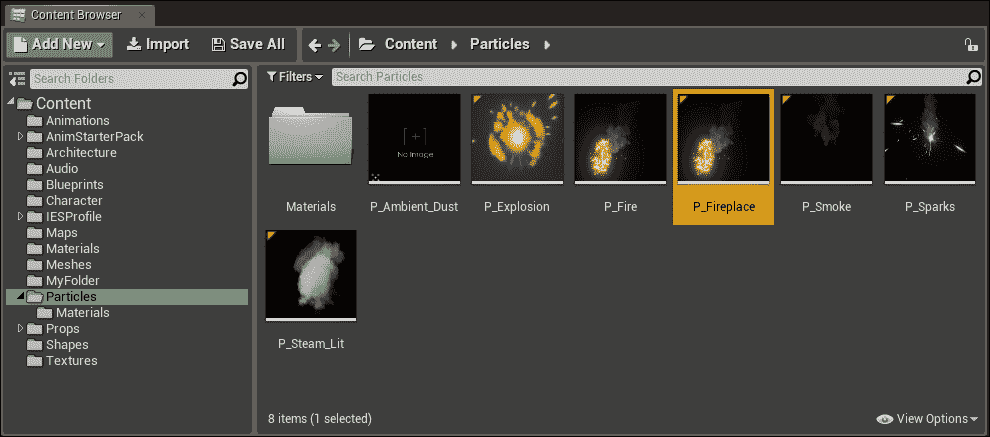 Content Browser
Add New Import Save All Content Particles
Search Folders
Filters Search Particles
Content
Animations
AnimStarterPack
Architecture
Audio
Blueprints
Character
IESProfile
Maps
Materials
Meshes
MyFolder
Particles
Materials
Props
Shapes
Textures
No Image
Materials P_Ambient_Dust P_Explosion P_Fire P_Fireplace P_Smoke P_Sparks
P_Steam_Lit
8 items (1 selected) View Options